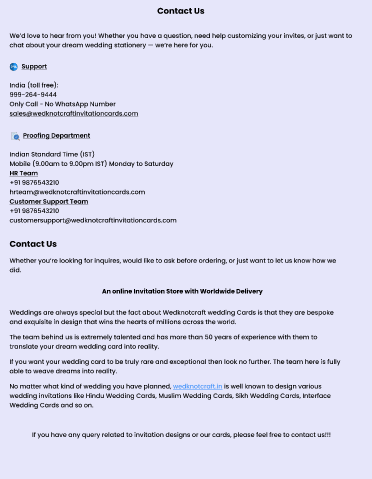 Contact Us
We'd love to hear from you! Whether you have a question, need help customizing your invites, or just want to
chat about your dream wedding stationery — we're here for you.
Support
India (toll free):
999-264-9444
Only Call - No WhatsApp Number
sales@wedknotcraftinvitationcards.com
Proofing Department
Indian Standard Time (IST)
Mobile (9.00am to 9.00pm IST) Monday to Saturday
HR Team
+91 9876543210
hrteam@wedknotcraftinvitationcards.com
Customer Support Team
+91 9876543210
customersupport@wedknotcraftinvitationcards.com
Contact Us
Whether you're looking for inquires, would like to ask before ordering, or just want to let us know how we
did.
An online Invitation Store with Worldwide Delivery
Weddings are always special but the fact about Wedknotcraft wedding Cards is that they are bespoke
and exquisite in design that wins the hearts of millions across the world.
The team behind us is extremely talented and has more than 50 years of experience with them to
translate your dream wedding card into reality.
If you want your wedding card to be truly rare and exceptional then look no further. The team here is fully
able to weave dreams into reality.
No matter what kind of wedding you have planned, wedknotcraft.in is well known to design various
wedding invitations like Hindu Wedding Cards, Muslim Wedding Cards, Sikh Wedding Cards, Interface
Wedding Cards and so on.
If you have any query related to invitation designs or our cards, please feel free to contact us!!!